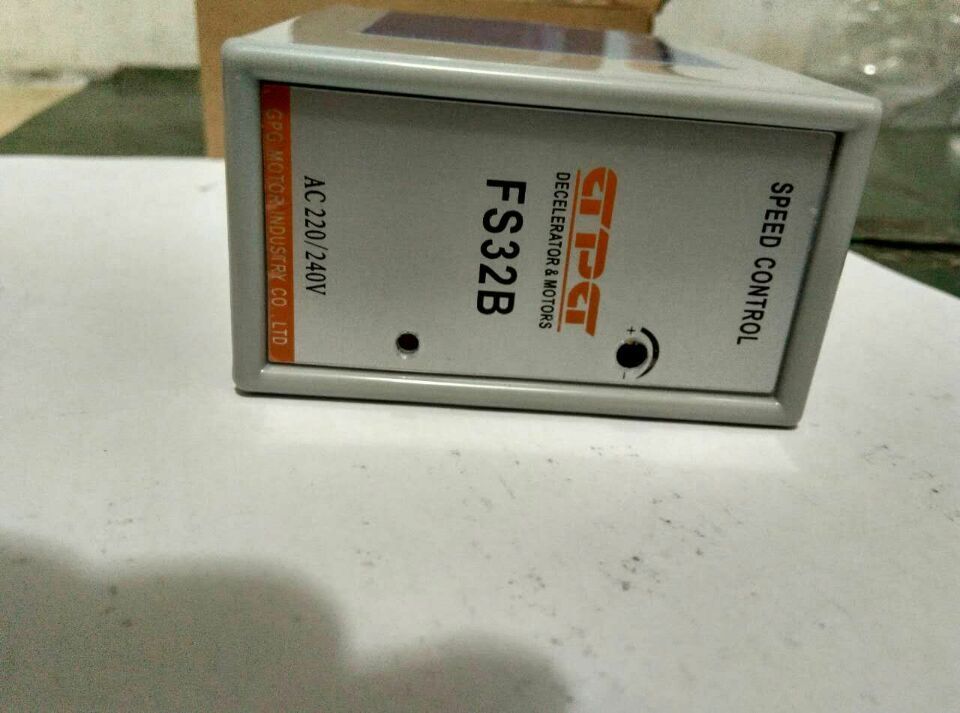 SPEED CONTROL
+
-
GPG
DECELERATOR & MOTORS
FS32B
AC 220/240V
GPG MOTOR INDUSTRY CO., LTD